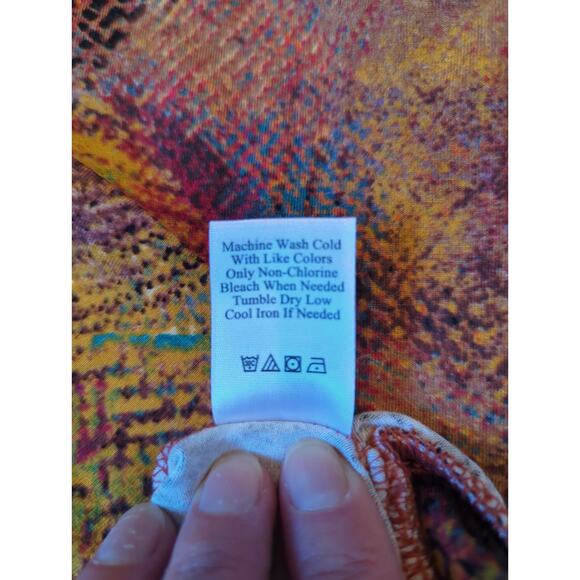 Machine Wash Cold
With Like Colors
Only Non-Chlorine
Bleach When Needed
Tumble Dry Low
Cool Iron If Needed